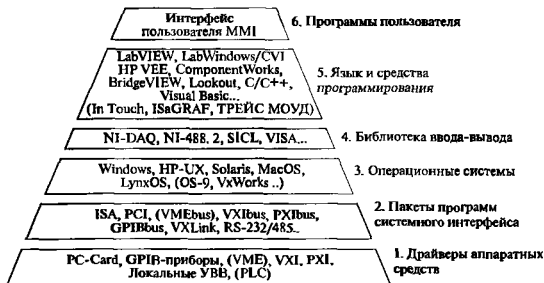 Интерфейс
пользователя MMI
6. Программы пользователя
LabVIEW, LabWindows/CVI
HP VEE, ComponentWorks,
BridgeVIEW, Lookout, C/C++,
Visual Basic...
(In Touch, ISaGRAF, ТРЕЙС МОУД)
5. Язык и средства
программирования
NI-DAQ, NI-488. 2, SICL, VISA...
4. Библиотека ввода-вывода
Windows, HP-UX, Solaris, MacOS,
LynxOS, (OS-9, VxWorks ..)
3. Операционные системы
ISA, PCI, (VMEbus), VXIbus, PXIbus,
GPIBbus, VXLink, RS-232/485..
2. Пакеты программ
системного интерфейса
PC-Card, GPIB-приборы, (VME), VXI, PXI,
Локальные УВВ, (PLC)
1. Драйверы аппаратных
средств